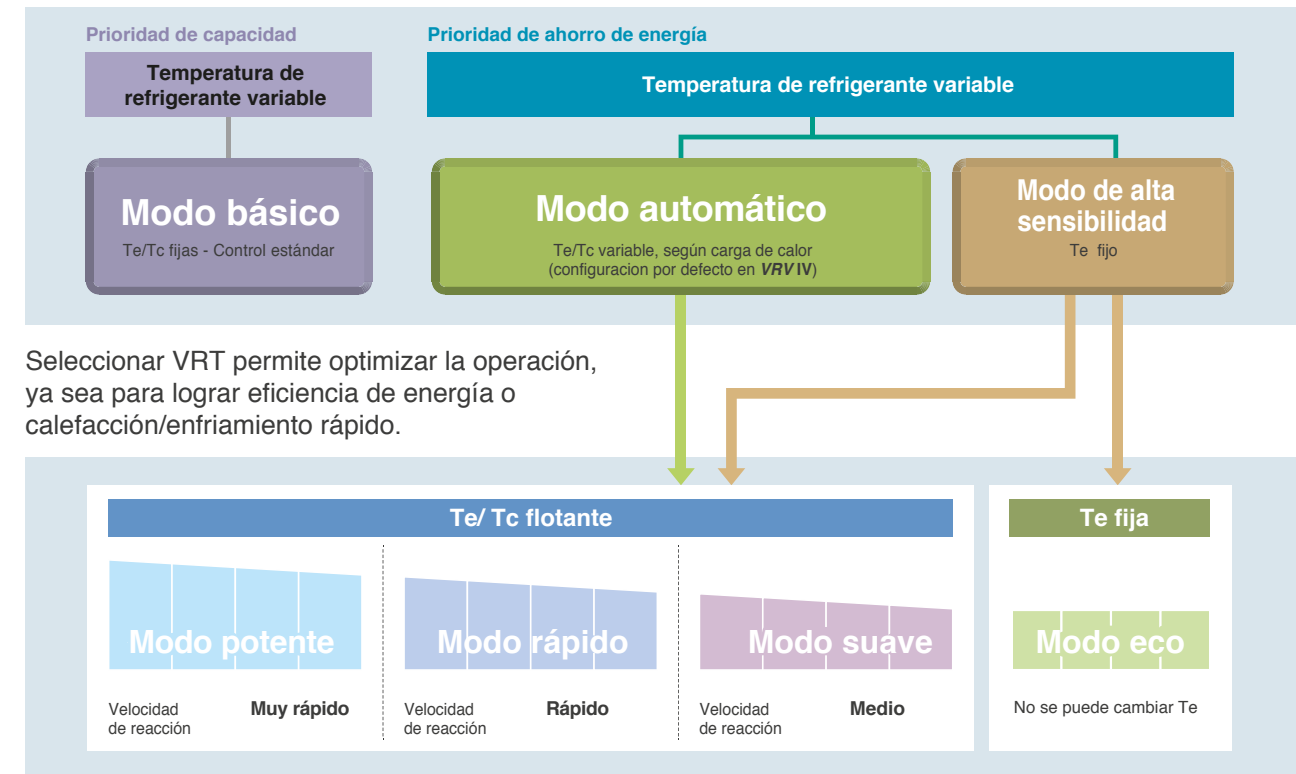 Prioridad de capacidad
Temperatura de
refrigerante variable
Prioridad de ahorro de energía
Temperatura de refrigerante variable
Modo básico
Te/Tc fijas - Control estándar
Modo automático
Te/Tc variable, según carga de calor
(configuracion por defecto en VRV IV)
Modo de alta
sensibilidad
Te fijo
Seleccionar VRT permite optimizar la operación,
ya sea para lograr eficiencia de energía o
calefacción/enfriamiento rápido.
Te/ Tc flotante
Modo potente
Velocidad
de reacción
Muy rápido
Modo rápido
Velocidad
de reacción
Rápido
Modo suave
Velocidad
de reacción
Medio
Te fija
Modo eco
No se puede cambiar Te